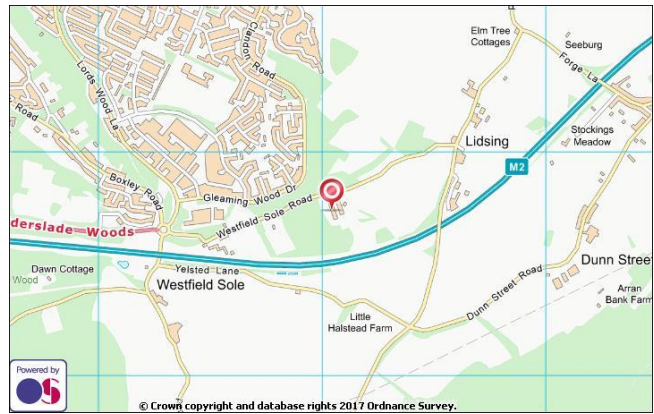 Elm Tree
Cottages
Seeburg
Forge La
Clandon Road
Lords Wood La
Road
Stockings
Meadow
Lidsing
M2
Boxley Road
Gleaming Wood Dr
Westfield Sole Road
derslade Woods
Dawn Cottage
Wood
Yelsted Lane
Westfield Sole
Dunn Street
Dunn Street Road
Arran
Bank Farm
Little
Halstead Farm
Powered by
OS
© Crown copyright and database rights 2017 Ordnance Survey.